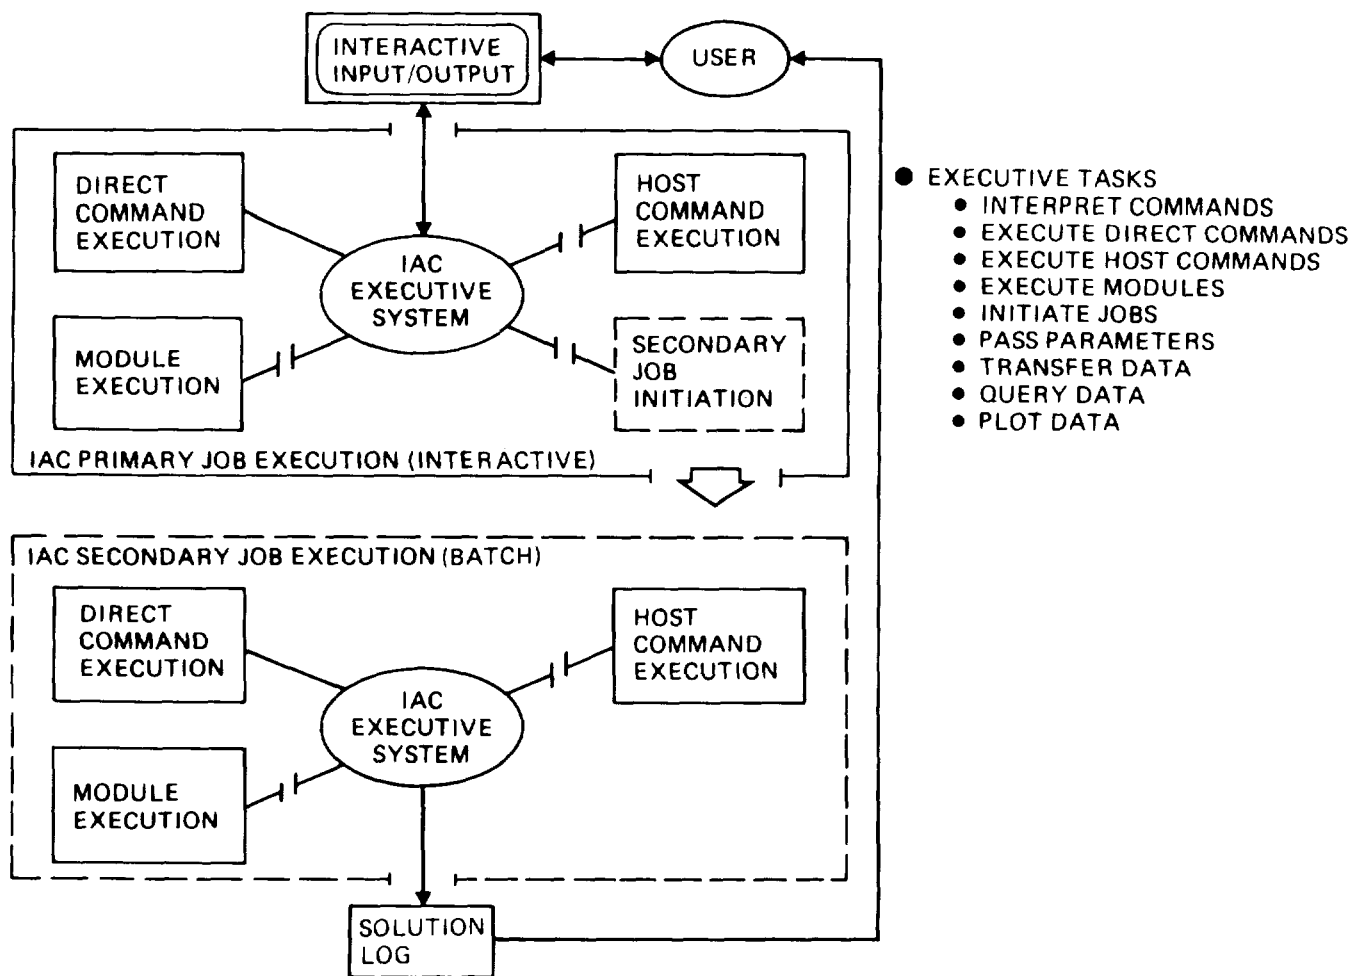 INTERACTIVE
INPUT/OUTPUT
USER
DIRECT
COMMAND
EXECUTION
HOST
COMMAND
EXECUTION
IAC
EXECUTIVE
SYSTEM
MODULE
EXECUTION
SECONDARY
JOB
INITIATION
IAC PRIMARY JOB EXECUTION (INTERACTIVE)
● EXECUTIVE TASKS
● INTERPRET COMMANDS
● EXECUTE DIRECT COMMANDS
● EXECUTE HOST COMMANDS
● EXECUTE MODULES
● INITIATE JOBS
● PASS PARAMETERS
● TRANSFER DATA
● QUERY DATA
● PLOT DATA
IAC SECONDARY JOB EXECUTION (BATCH)
DIRECT
COMMAND
EXECUTION
HOST
COMMAND
EXECUTION
IAC
EXECUTIVE
SYSTEM
MODULE
EXECUTION
SOLUTION
LOG